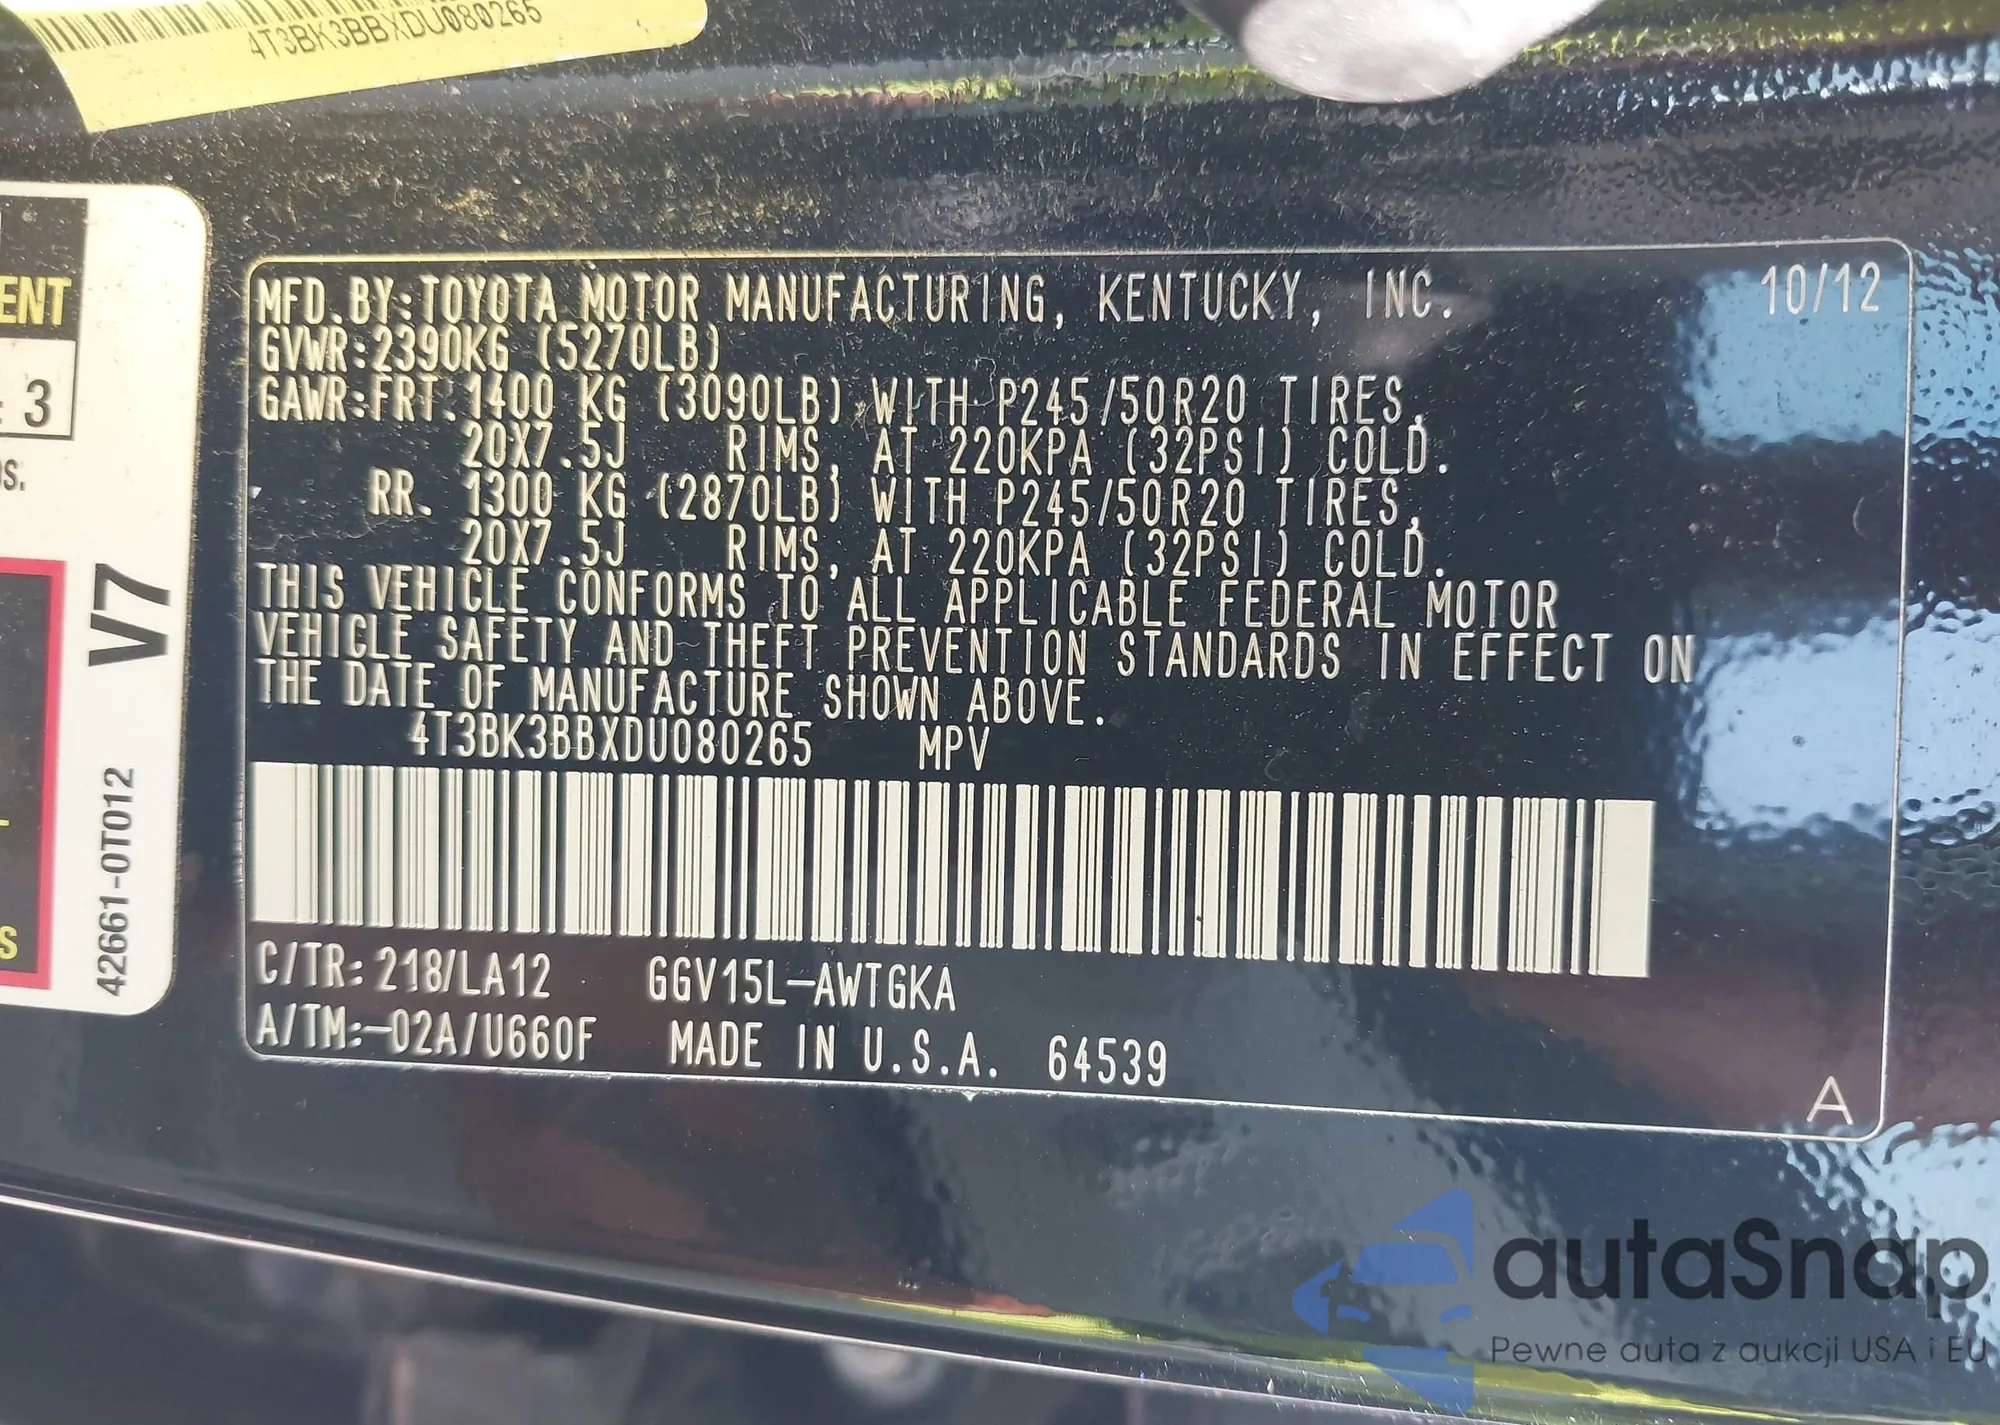 4T3BK3BBXDU080265
ENT
3
V7
42661-0T012
S
MFD.BY:TOYOTA MOTOR MANUFACTURING, KENTUCKY, INC. 10/12
GVWR:2390KG (5270LB)
GAWR:FRT.1400 KG (3090LB) WITH P245/50R20 TIRES,
20X7.5J RIMS, AT 220KPA (32PSI) COLD.
RR. 1300 KG (2870LB) WITH P245/50R20 TIRES,
20X7.5J RIMS, AT 220KPA (32PSI) COLD.
THIS VEHICLE CONFORMS TO ALL APPLICABLE FEDERAL MOTOR
VEHICLE SAFETY AND THEFT PREVENTION STANDARDS IN EFFECT ON
THE DATE OF MANUFACTURE SHOWN ABOVE.
4T3BK3BBXDU080265 MPV
C/TR: 218/LA12 GGV15L-AWTGKA
A/TM:-02A/U660F MADE IN U.S.A. 64539
A
autaSnap
Pewne auta z aukcji USA i EU